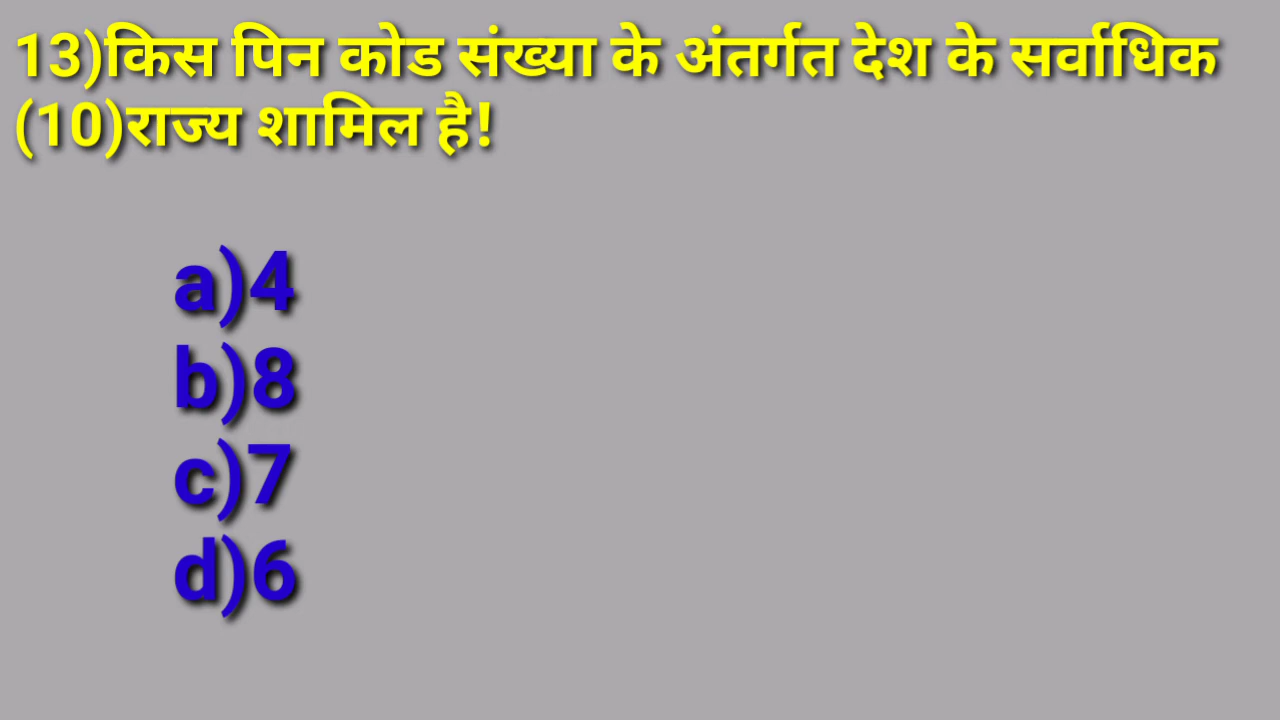 13)किस पिन कोड संख्या के अंतर्गत देश के सर्वाधिक
(10)राज्य शामिल है!
a)4
b)8
c)7
d)6